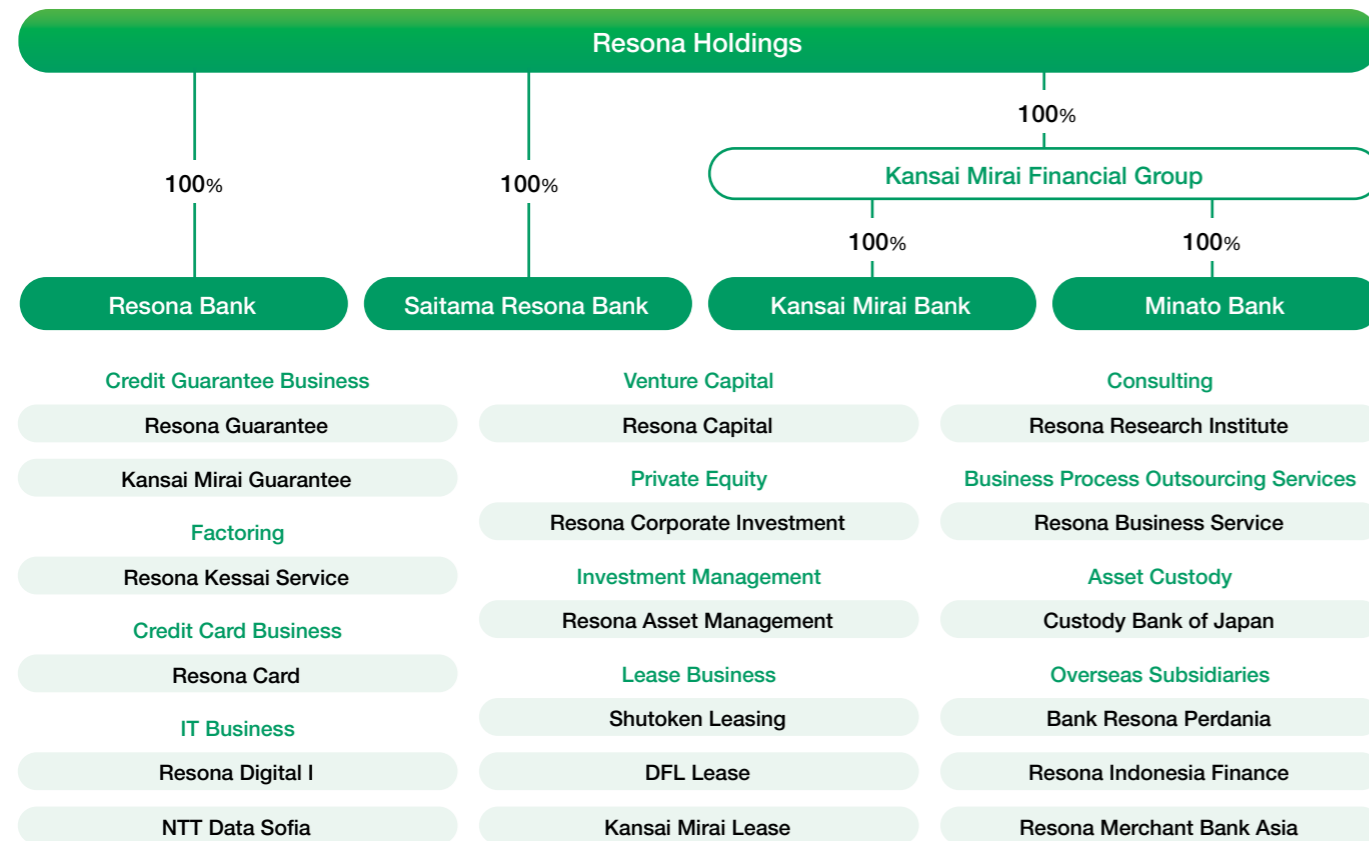 Resona Holdings
100%
Kansai Mirai Financial Group
100%
100%
100%
100%
Resona Bank
Saitama Resona Bank
Kansai Mirai Bank
Minato Bank
Credit Guarantee Business
Resona Guarantee
Kansai Mirai Guarantee
Factoring
Resona Kessai Service
Credit Card Business
Resona Card
IT Business
Resona Digital I
NTT Data Sofia
Venture Capital
Resona Capital
Private Equity
Resona Corporate Investment
Investment Management
Resona Asset Management
Lease Business
Shutoken Leasing
DFL Lease
Kansai Mirai Lease
Consulting
Resona Research Institute
Business Process Outsourcing Services
Resona Business Service
Asset Custody
Custody Bank of Japan
Overseas Subsidiaries
Bank Resona Perdania
Resona Indonesia Finance
Resona Merchant Bank Asia